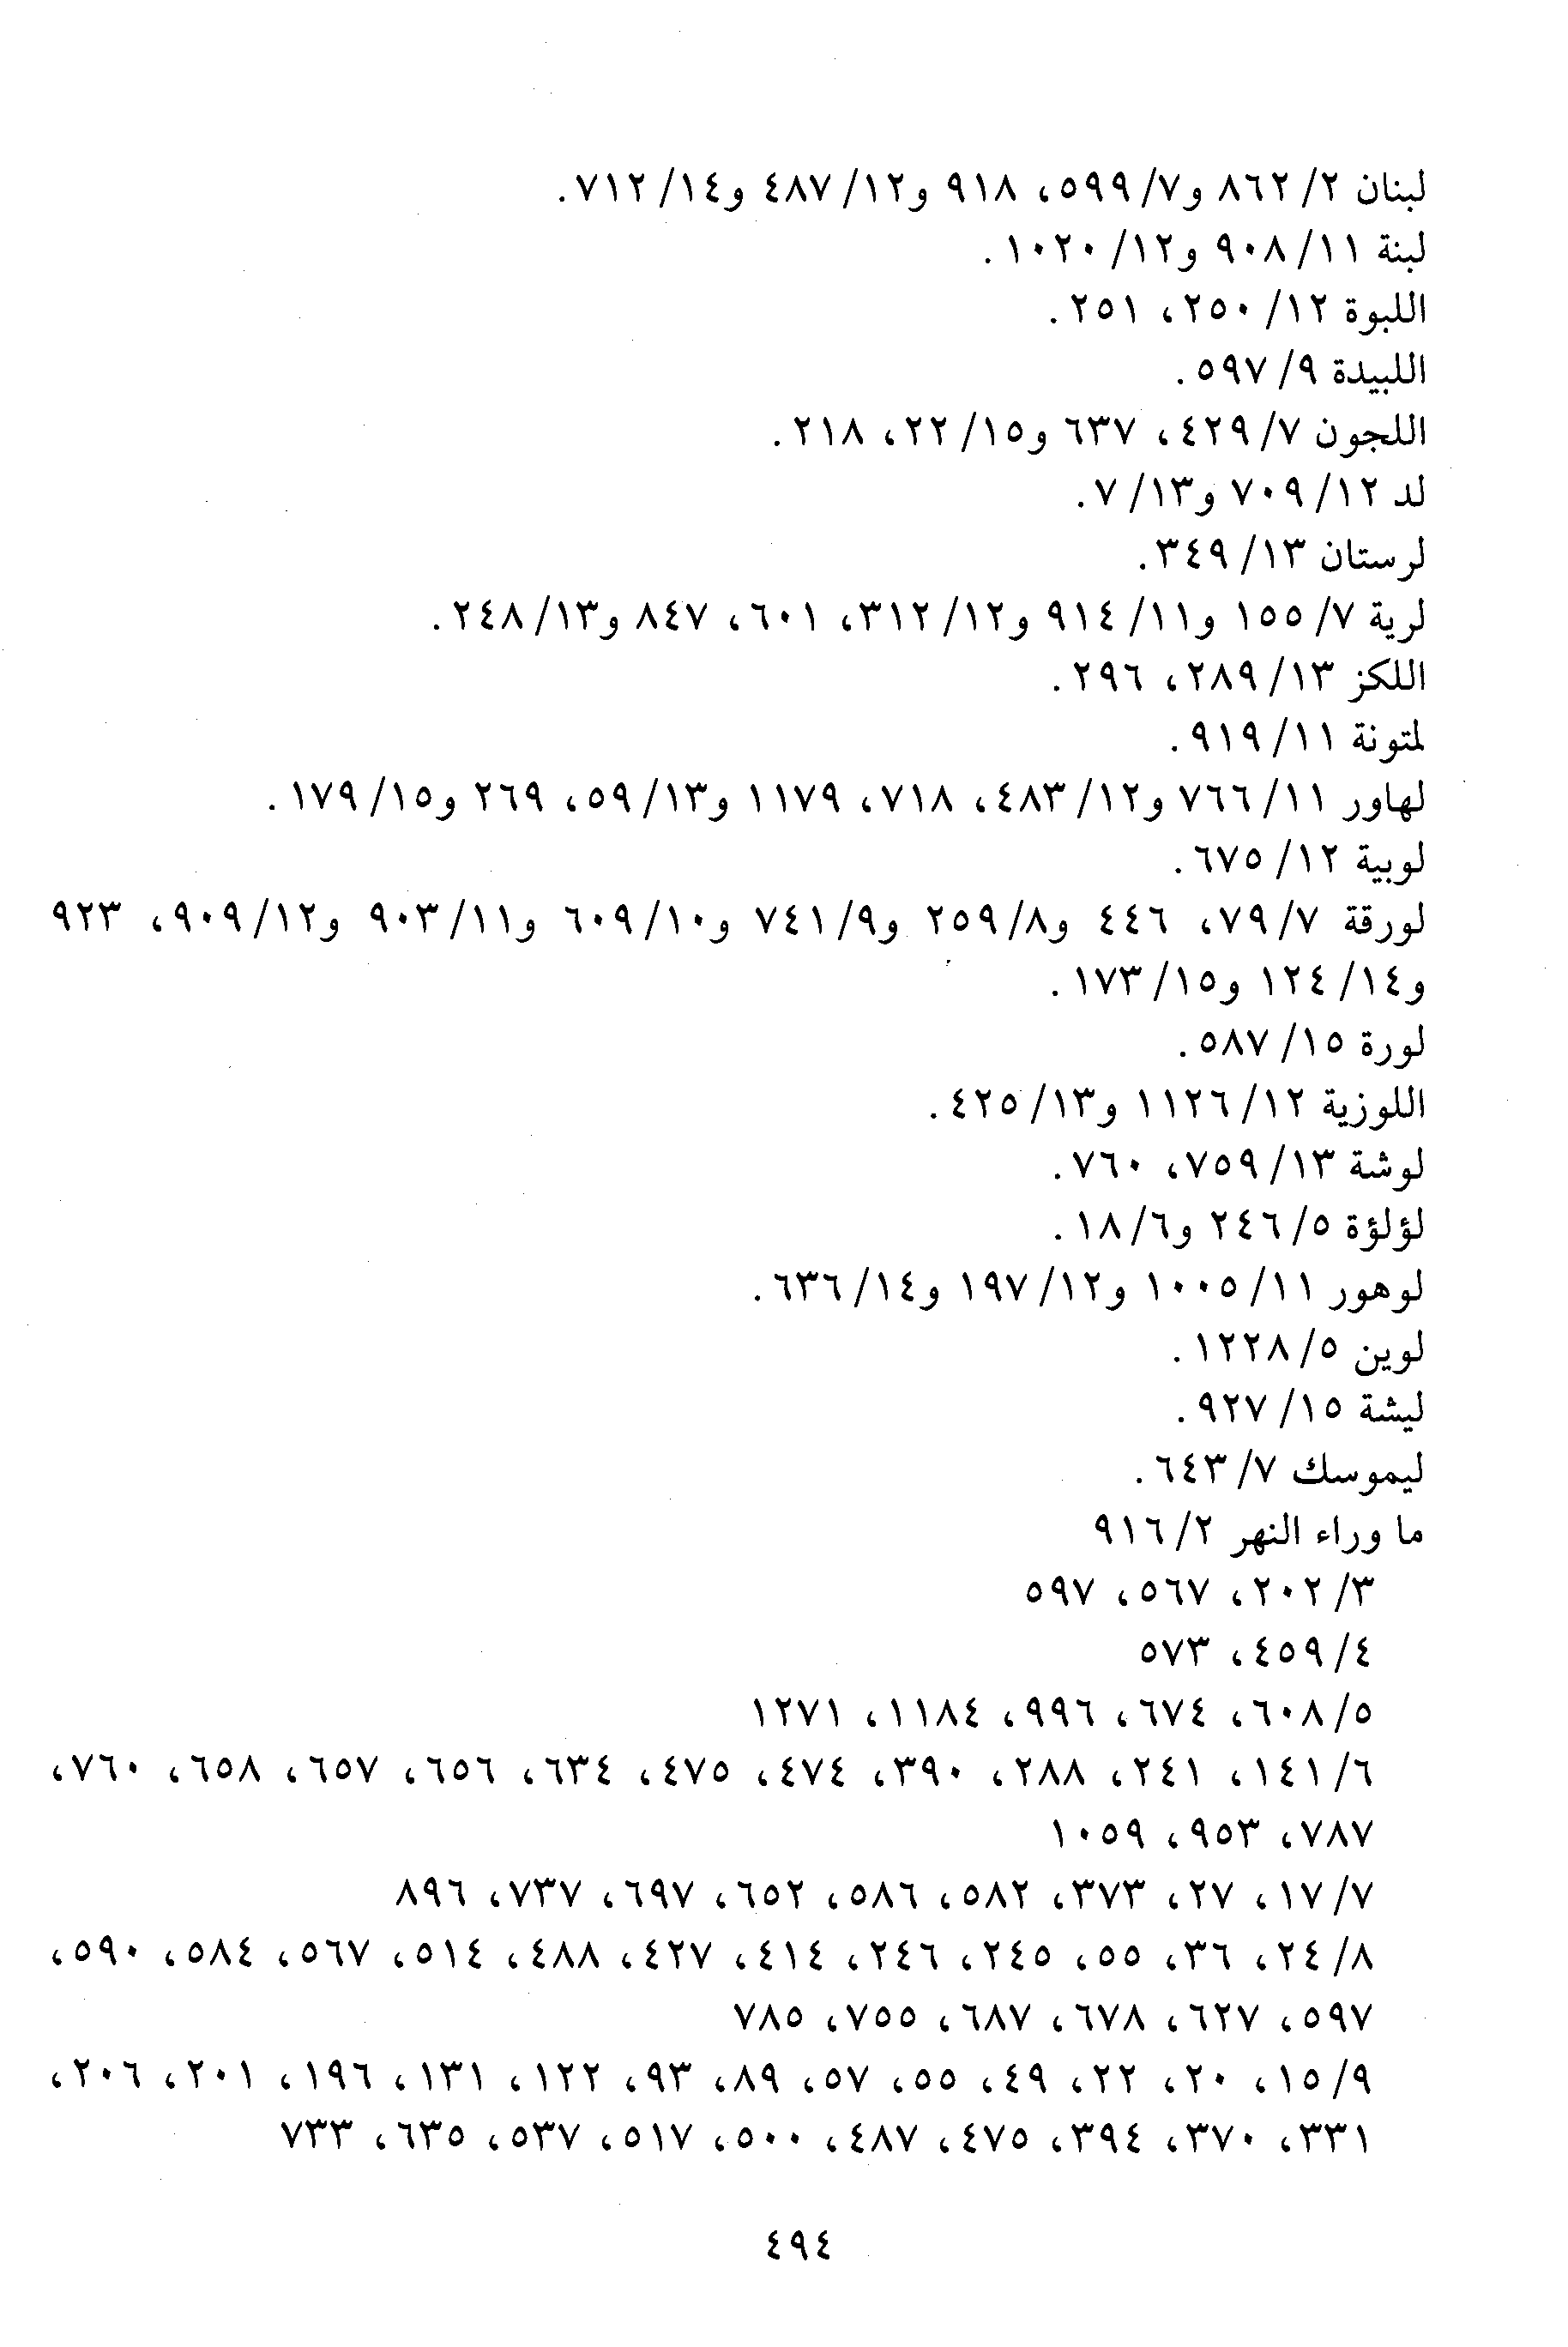 لبنان ٢/ ٨٦٢ و٧/ ٥٩٩، ٩١٨ و١٢/ ٤٨٧ و١٤/ ٧١٢.
لبنة ١١/ ٩٠٨ و١٢/ ١٠٢٠.
اللبوة ١٢/ ٢٥٠، ٢٥١.
اللبيدة ٩/ ٥٩٧.
اللجون ٧/ ٤٢٩، ٦٣٧ و١٥/ ٢٢، ٢١٨.
لد ١٢/ ٧٠٩ و١٣/ ٧.
لرستان ١٣/ ٣٤٩.
لرية ٧/ ١٥٥ و١١/ ٩١٤ و١٢/ ٣١٢، ٦٠١، ٨٤٧ و١٣/ ٢٤٨.
اللكز ١٣/ ٢٨٩، ٢٩٦.
لمتونة ١١/ ٩١٩.
لهاور ١١/ ٧٦٦ و١٢/ ٤٨٣، ٧١٨، ١١٧٩ و١٣/ ٥٩، ٢٦٩ و١٥/ ١٧٩.
لوبية ١٢/ ٦٧٥.
لورقة ٧/ ٧٩، ٤٤٦ و٨/ ٢٥٩ و٩/ ٧٤١ و١٠/ ٦٠٩ و١١/ ٩٠٣ و١٢/ ٩٠٩، ٩٢٣
و١٤/ ١٢٤ و١٥/ ١٧٣.
لورة ١٥/ ٥٨٧.
اللوزية ١٢/ ١١٢٦ و١٣/ ٤٢٥.
لوشة ١٣/ ٧٥٩، ٧٦٠.
لؤلؤة ٥/ ٢٤٦ و٦/ ١٨.
لوهور ١١/ ١٠٠٥ و١٢/ ١٩٧ و١٤/ ٦٣٦.
لوين ٥/ ١٢٢٨.
ليشة ١٥/ ٩٢٧.
ليموسك ٧/ ٦٤٣.
ما وراء النهر ٢/ ٩١٦
٣/ ٢٠٢، ٥٦٧، ٥٩٧
٤/ ٤٥٩، ٥٧٣
٥/ ٦٠٨، ٦٧٤، ٩٩٦، ١١٨٤، ١٢٧١
٦/ ١٤١، ٢٤١، ٢٨٨، ٣٩٠، ٤٧٤، ٤٧٥، ٦٣٤، ٦٥٦، ٦٥٧، ٦٥٨، ٧٦٠،
٧٨٧، ٩٥٣، ١٠٥٩
٧/ ١٧، ٢٧، ٣٧٣، ٥٨٢، ٥٨٦، ٦٥٢، ٦٩٧، ٧٣٧، ٨٩٦
٨/ ٢٤، ٣٦، ٥٥، ٢٤٥، ٢٤٦، ٤١٤، ٤٢٧، ٤٨٨، ٥١٤، ٥٦٧، ٥٨٤، ٥٩٠،
٥٩٧، ٦٢٧، ٦٧٨، ٦٨٧، ٧٥٥، ٧٨٥
٩/ ١٥، ٢٠، ٢٢، ٤٩، ٥٥، ٥٧، ٨٩، ٩٣، ١٢٢، ١٣١، ١٩٦، ٢٠١، ٢٠٦،
٣٣١، ٣٧٠، ٣٩٤، ٤٧٥، ٤٨٧، ٥٠٠، ٥١٧، ٥٣٧، ٦٣٥، ٧٣٣
٤٩٤